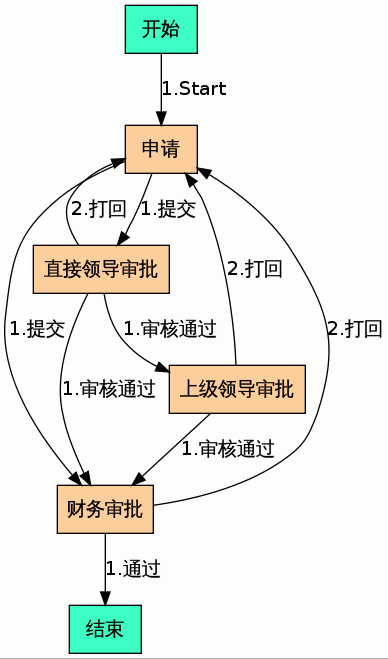 开始
1.Start
申请
2.打回
1.提交
直接领导审批
2.打回
1.提交
1.审核通过
2.打回
1.审核通过
上级领导审批
1.审核通过
财务审批
1.通过
结束